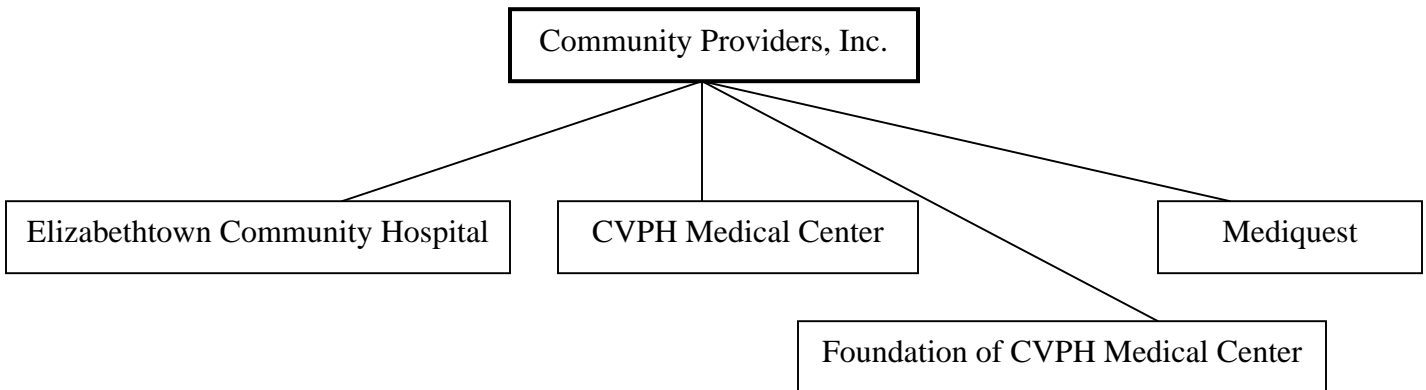 Community Providers, Inc.
Elizabethtown Community Hospital
CVPH Medical Center
Mediquest
Foundation of CVPH Medical Center